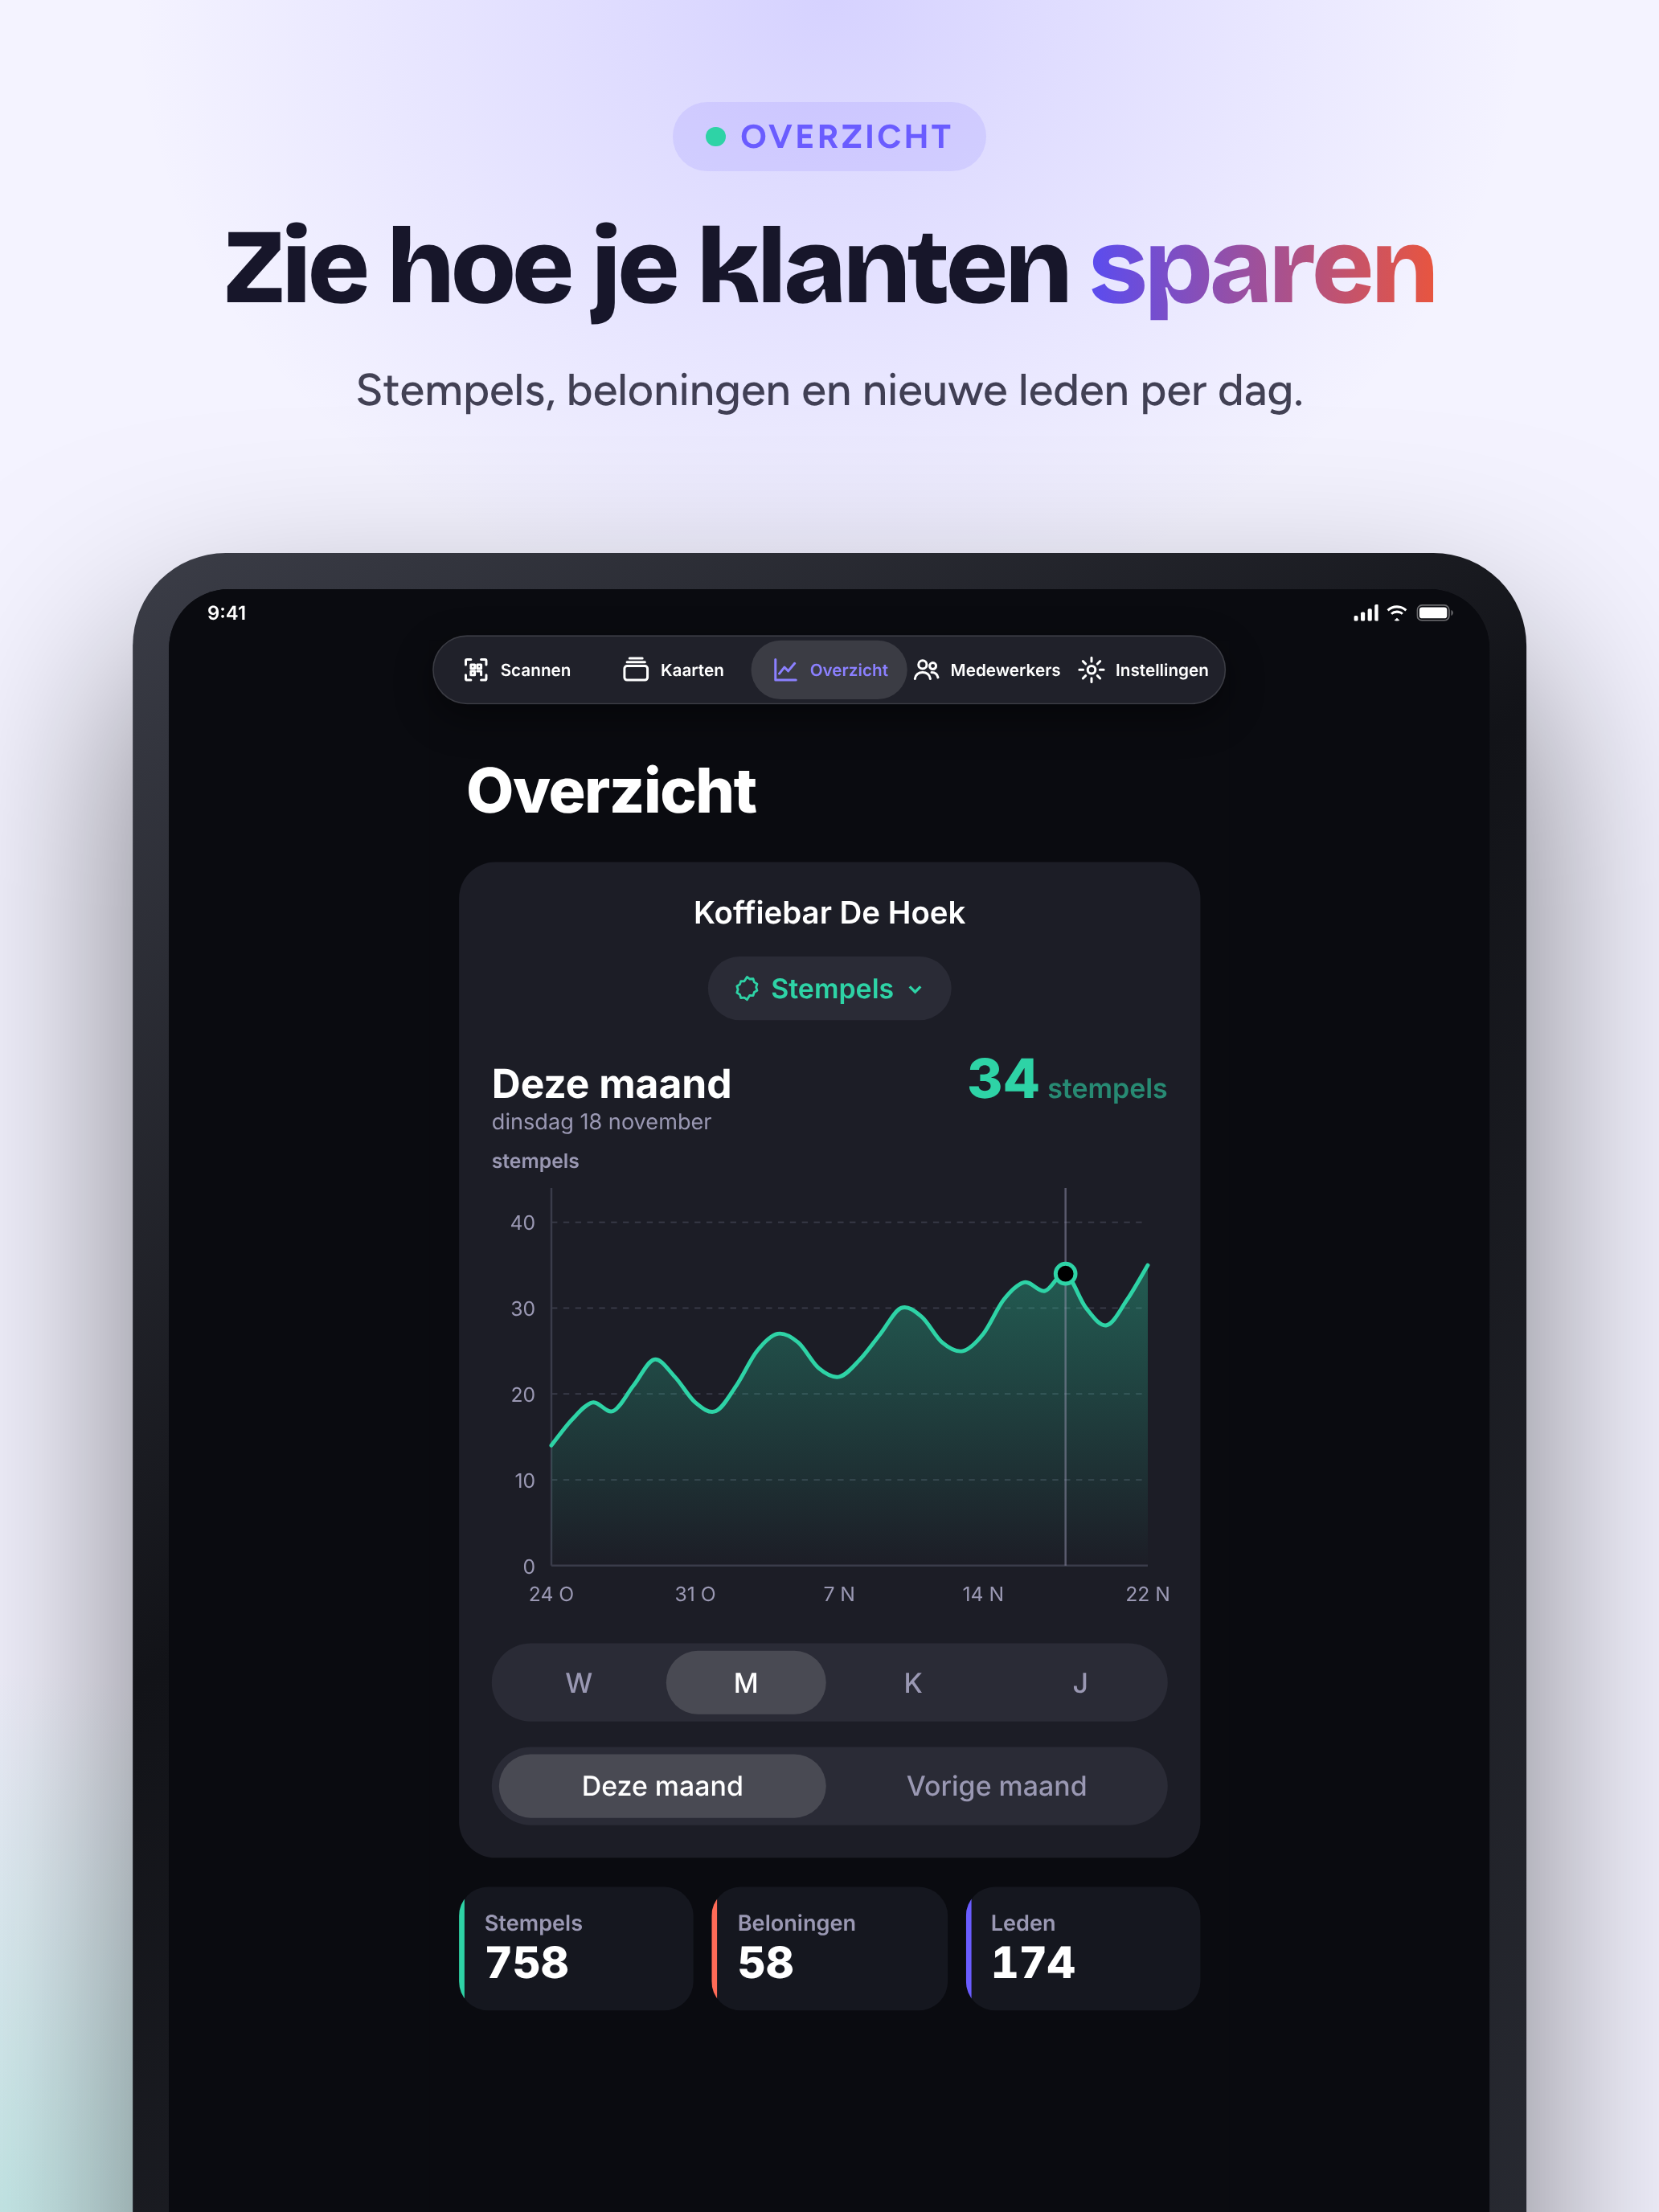 OVERZICHT
Zie hoe je klanten sparen
Stempels, beloningen en nieuwe leden per dag.
9:41
Scannen Kaarten Overzicht Medewerkers Instellingen
Overzicht
Koffiebar De Hoek
Stempels
Deze maand 34 stempels
dinsdag 18 november
stempels
40
30
20
10
0
24 O 31 O 7 N 14 N 22 N
W M K J
Deze maand Vorige maand
Stempels Beloningen Leden
758 58 174